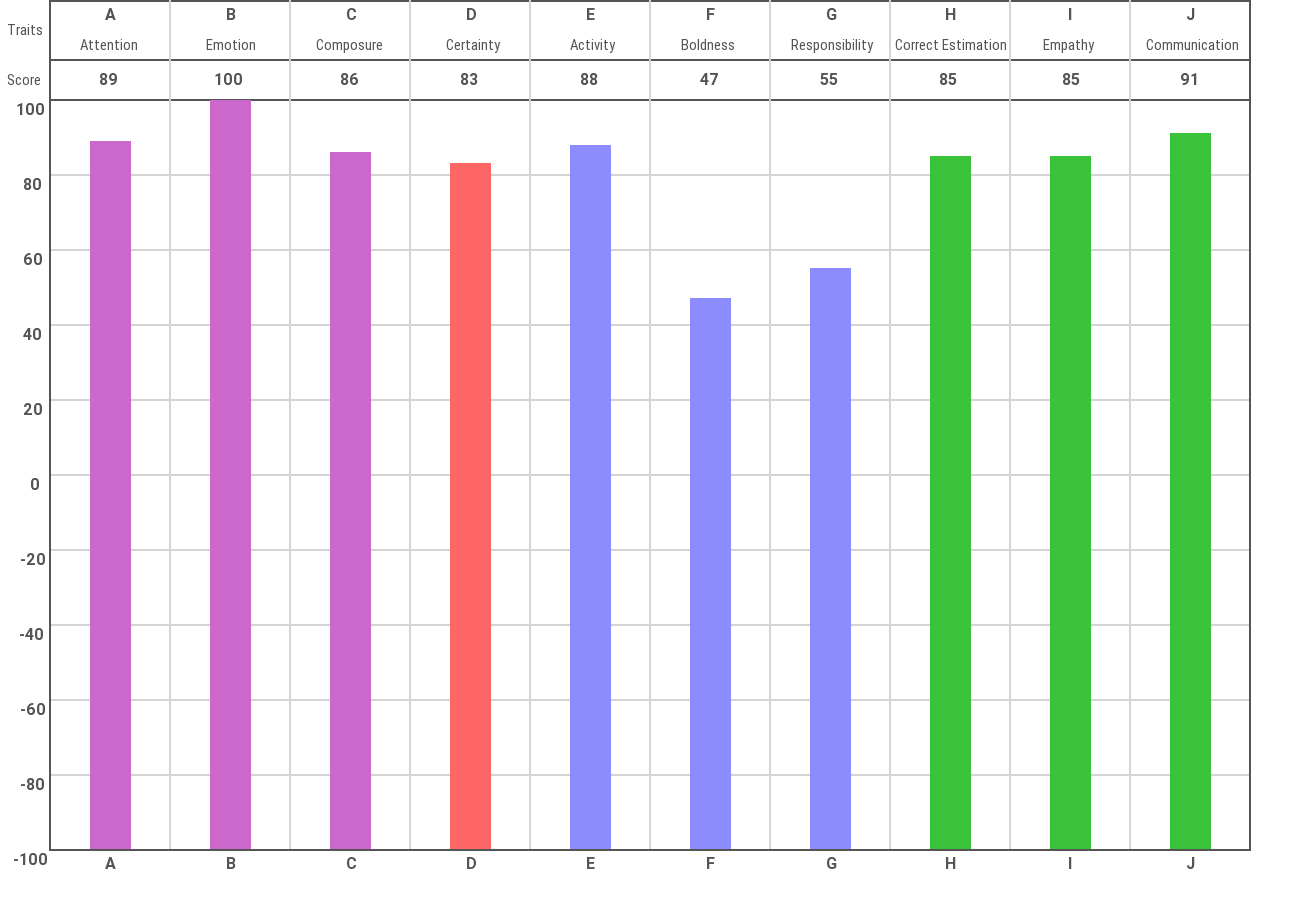 A B C D E F G H I J
Traits
Attention Emotion Composure Certainty Activity Boldness Responsibility Correct Estimation Empathy Communication
Score 89 100 86 83 88 47 55 85 85 91
100
80
60
40
20
0
-20
-40
-60
-80
-100
A B C D E F G H I J